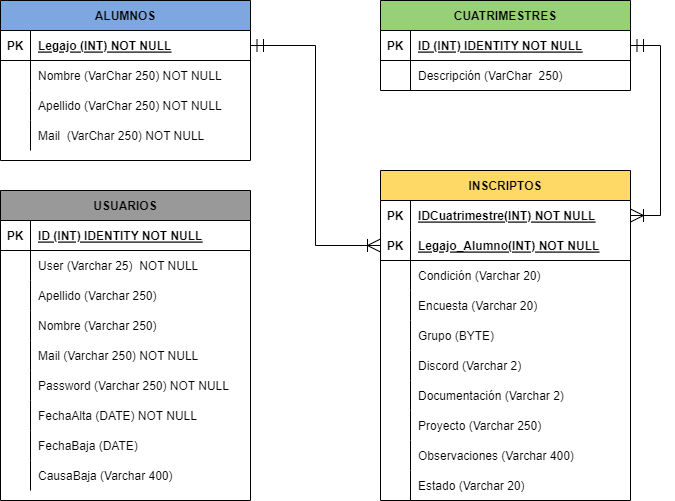 ALUMNOS
PK Legajo (INT) NOT NULL
Nombre (VarChar 250) NOT NULL
Apellido (VarChar 250) NOT NULL
Mail  (VarChar 250) NOT NULL
USUARIOS
PK ID (INT) IDENTITY NOT NULL
User (Varchar 25)  NOT NULL
Apellido (Varchar 250)
Nombre (Varchar 250)
Mail (Varchar 250) NOT NULL
Password (Varchar 250) NOT NULL
FechaAlta (DATE) NOT NULL
FechaBaja (DATE)
CausaBaja (Varchar 400)
CUATRIMESTRES
PK ID (INT) IDENTITY NOT NULL
Descripción (VarChar  250)
INSCRIPTOS
PK IDCuatrimestre(INT) NOT NULL
PK Legajo_Alumno(INT) NOT NULL
Condición (Varchar 20)
Encuesta (Varchar 20)
Grupo (BYTE)
Discord (Varchar 2)
Documentación (Varchar 2)
Proyecto (Varchar 250)
Observaciones (Varchar 400)
Estado (Varchar 20)